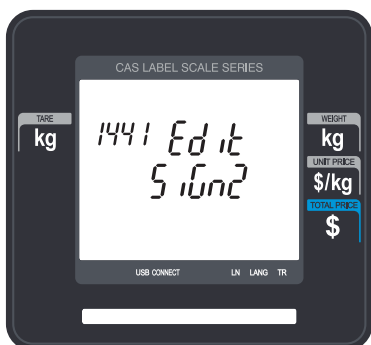 CAS LABEL SCALE SERIES
TARE
kg
1441 Edit
SiGn2
WEIGHT
kg
UNIT PRICE
$/kg
TOTAL PRICE
$
USB CONNECT LN LANG TR